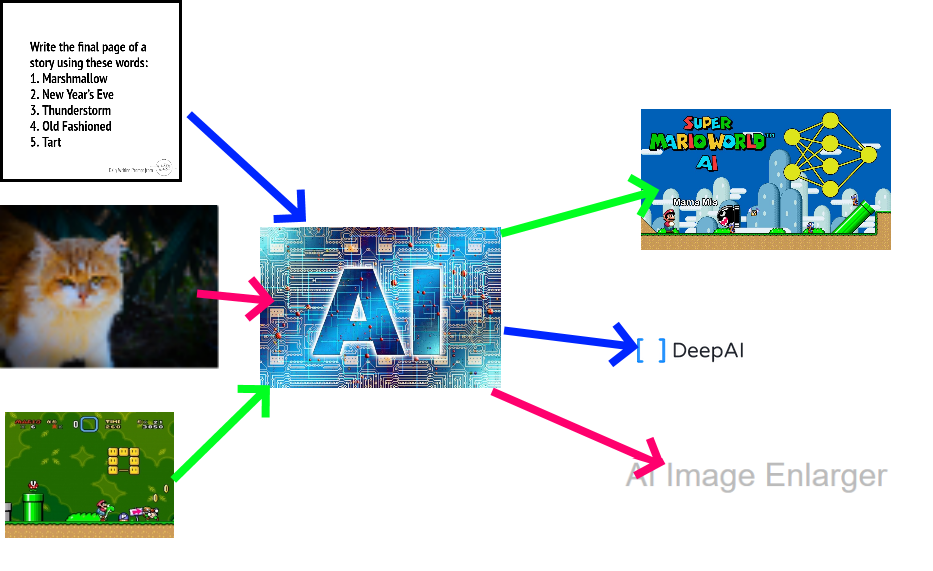 Write the final page of a
story using these words:
1. Marshmallow
2. New Year's Eve
3. Thunderstorm
4. Old Fashioned
5. Tart
SUPER
MARIO WORLD
AI
Mama Mia
AI
[ ] DeepAI
AI Image Enlarger
TIME